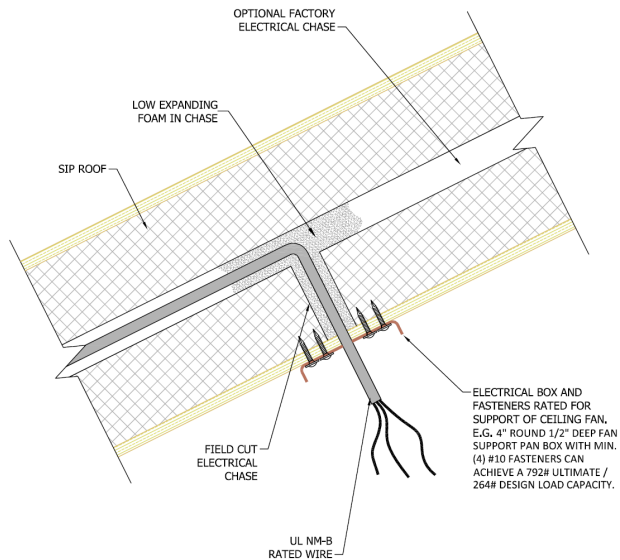 OPTIONAL FACTORY
ELECTRICAL CHASE
LOW EXPANDING
FOAM IN CHASE
SIP ROOF
ELECTRICAL BOX AND
FASTENERS RATED FOR
SUPPORT OF CEILING FAN.
E.G. 4" ROUND 1/2" DEEP FAN
SUPPORT PAN BOX WITH MIN.
(4) #10 FASTENERS CAN
ACHIEVE A 792# ULTIMATE /
264# DESIGN LOAD CAPACITY.
FIELD CUT
ELECTRICAL
CHASE
UL NM-B
RATED WIRE